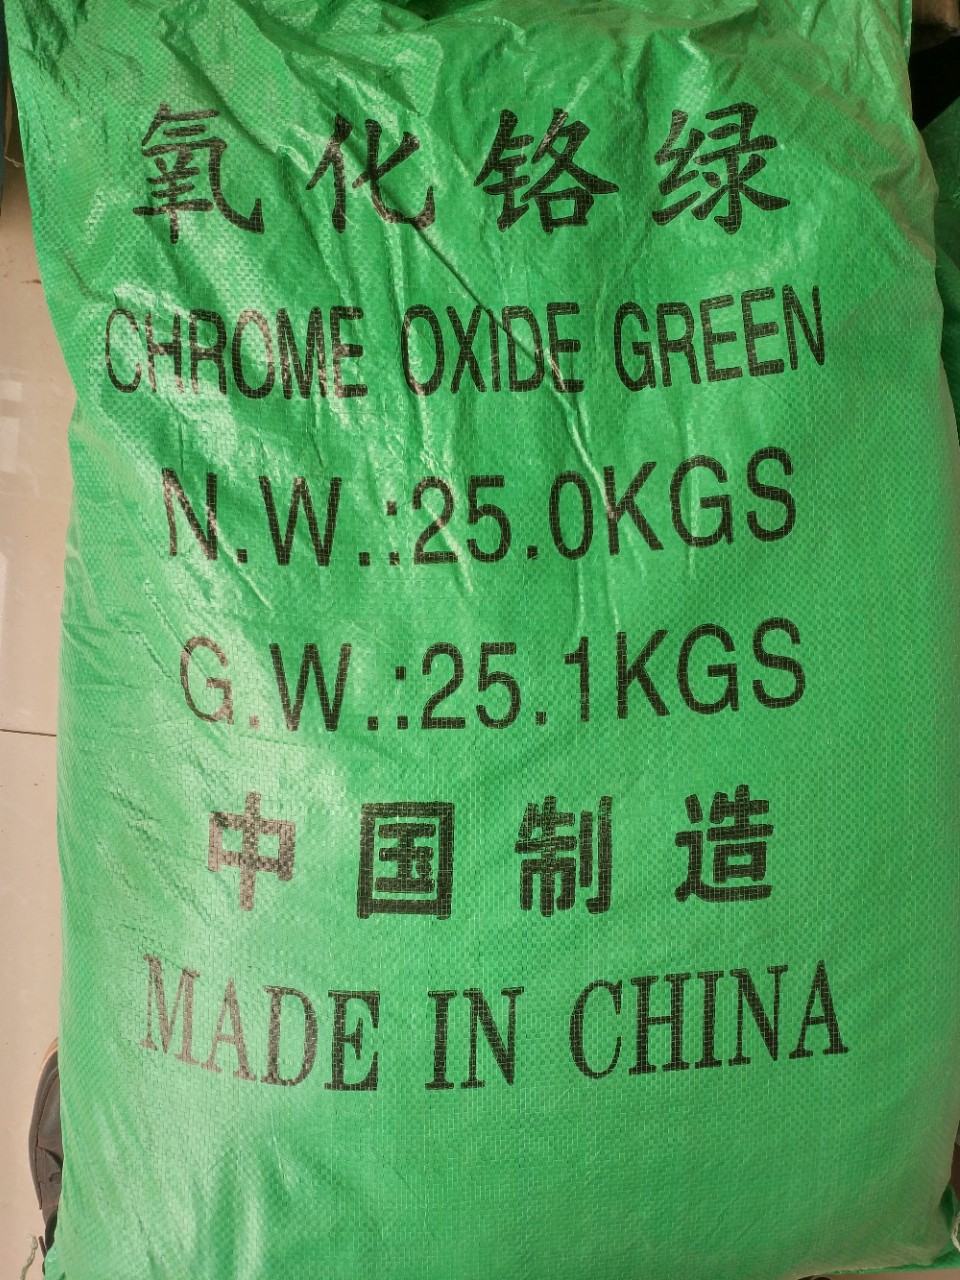 氧化铬绿
CHROME OXIDE GREEN
N.W.:25.0KGS
G.W.:25.1KGS
中国制造
MADE IN CHINA